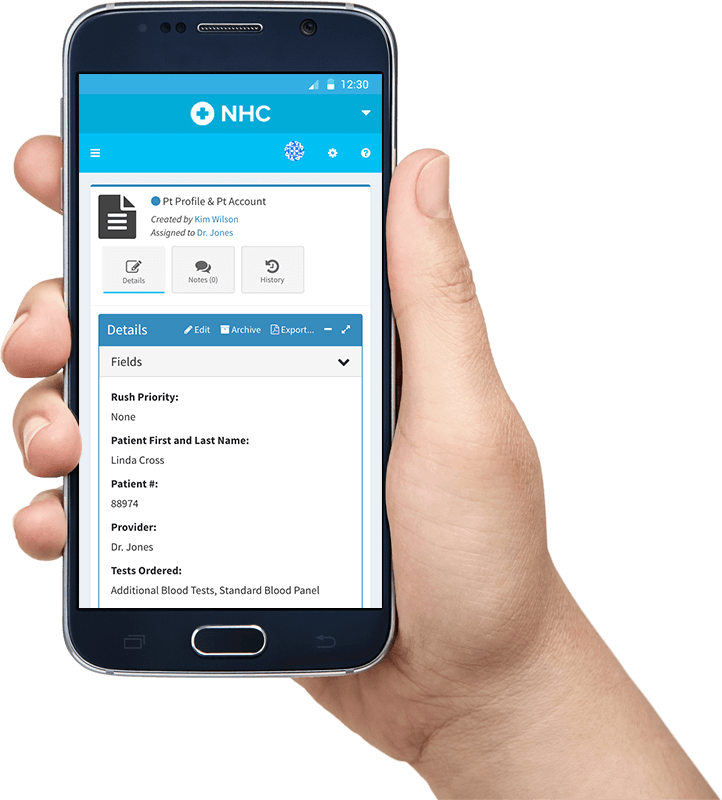 12:30
NHC
Pt Profile & Pt Account
Created by Kim Wilson
Assigned to Dr. Jones
Details
Notes (0)
History
Details
Edit
Archive
Export...
Fields
Rush Priority:
None
Patient First and Last Name:
Linda Cross
Patient #:
88974
Provider:
Dr. Jones
Tests Ordered:
Additional Blood Tests, Standard Blood Panel